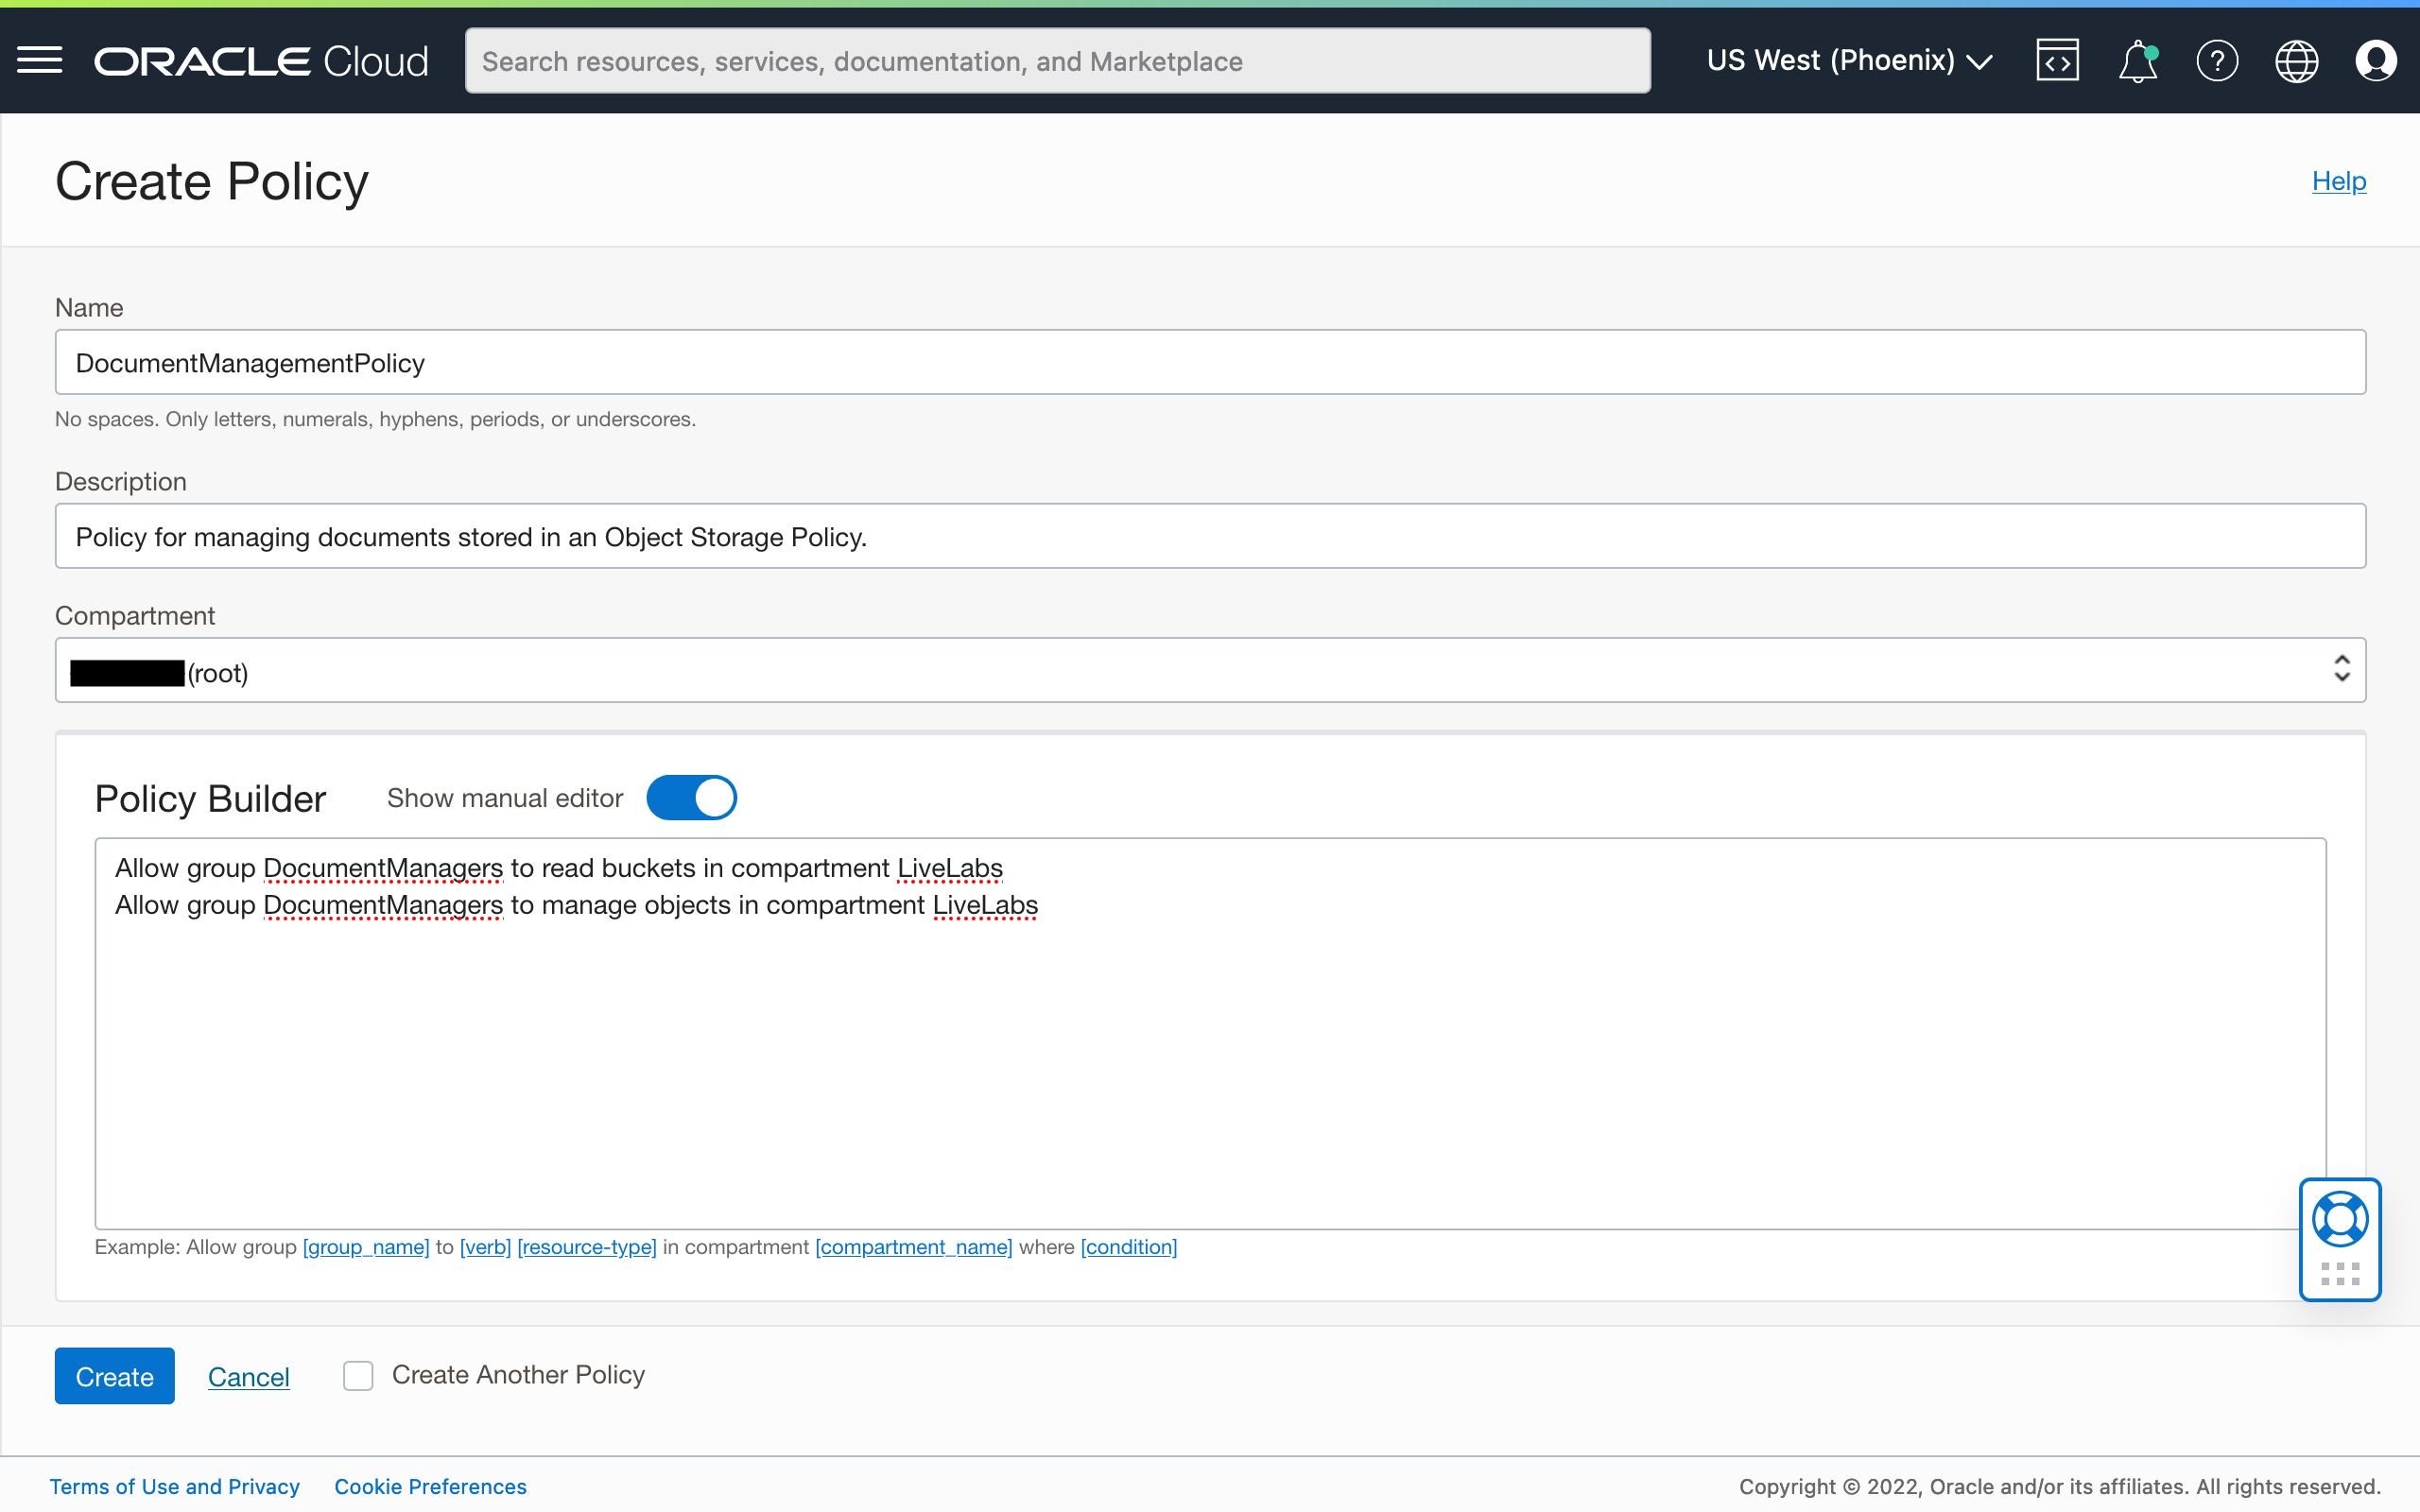 ORACLE Cloud
Search resources, services, documentation, and Marketplace
US West (Phoenix)
Create Policy
Help
Name
DocumentManagementPolicy
No spaces. Only letters, numerals, hyphens, periods, or underscores.
Description
Policy for managing documents stored in an Object Storage Policy.
Compartment
(root)
Policy Builder
Show manual editor
Allow group DocumentManagers to read buckets in compartment LiveLabs
Allow group DocumentManagers to manage objects in compartment LiveLabs
Example: Allow group [group_name] to [verb] [resource-type] in compartment [compartment_name] where [condition]
Create
Cancel
Create Another Policy
Terms of Use and Privacy
Cookie Preferences
Copyright © 2022, Oracle and/or its affiliates. All rights reserved.